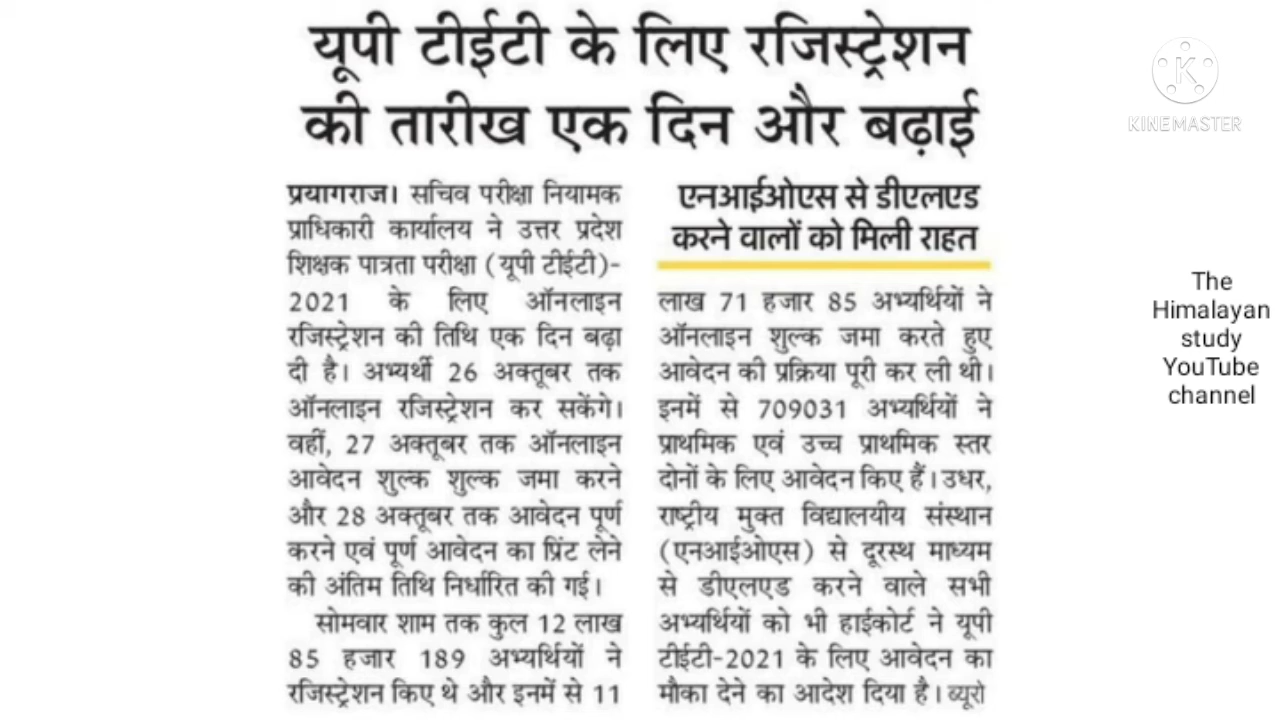 यूपी टीईटी के लिए रजिस्ट्रेशन
की तारीख एक दिन और बढ़ाई
प्रयागराज। सचिव परीक्षा नियामक
प्राधिकारी कार्यालय ने उत्तर प्रदेश
शिक्षक पात्रता परीक्षा (यूपी टीईटी)-
2021 के लिए ऑनलाइन
रजिस्ट्रेशन की तिथि एक दिन बढ़ा
दी है। अभ्यर्थी 26 अक्तूबर तक
ऑनलाइन रजिस्ट्रेशन कर सकेंगे।
वहीं, 27 अक्तूबर तक ऑनलाइन
आवेदन शुल्क शुल्क जमा करने
और 28 अक्तूबर तक आवेदन पूर्ण
करने एवं पूर्ण आवेदन का प्रिंट लेने
की अंतिम तिथि निर्धारित की गई।
सोमवार शाम तक कुल 12 लाख
85 हजार 189 अभ्यर्थियों ने
रजिस्ट्रेशन किए थे और इनमें से 11
एनआईओएस से डीएलएड
करने वालों को मिली राहत
लाख 71 हजार 85 अभ्यर्थियों ने
ऑनलाइन शुल्क जमा करते हुए
आवेदन की प्रक्रिया पूरी कर ली थी।
इनमें से 709031 अभ्यर्थियों ने
प्राथमिक एवं उच्च प्राथमिक स्तर
दोनों के लिए आवेदन किए हैं। उधर,
राष्ट्रीय मुक्त विद्यालयीय संस्थान
(एनआईओएस) से दूरस्थ माध्यम
से डीएलएड करने वाले सभी
अभ्यर्थियों को भी हाईकोर्ट ने यूपी
टीईटी-2021 के लिए आवेदन का
मौका देने का आदेश दिया है। ब्यूरो
K
KINEMASTER
The
Himalayan
study
YouTube
channel